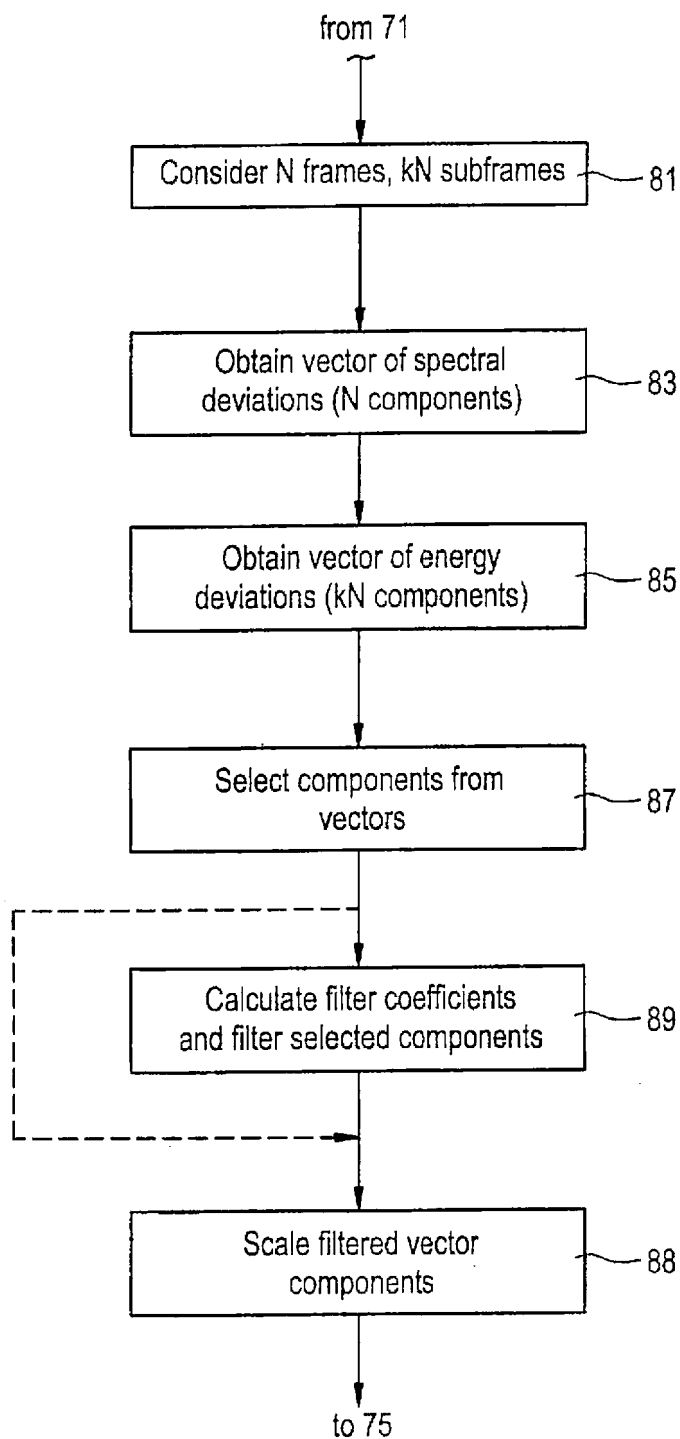 from 71
Consider N frames, kN subframes
81
Obtain vector of spectral
deviations (N components)
83
Obtain vector of energy
deviations (kN components)
85
Select components from
vectors
87
Calculate filter coefficients
and filter selected components
89
Scale filtered vector
components
88
to 75